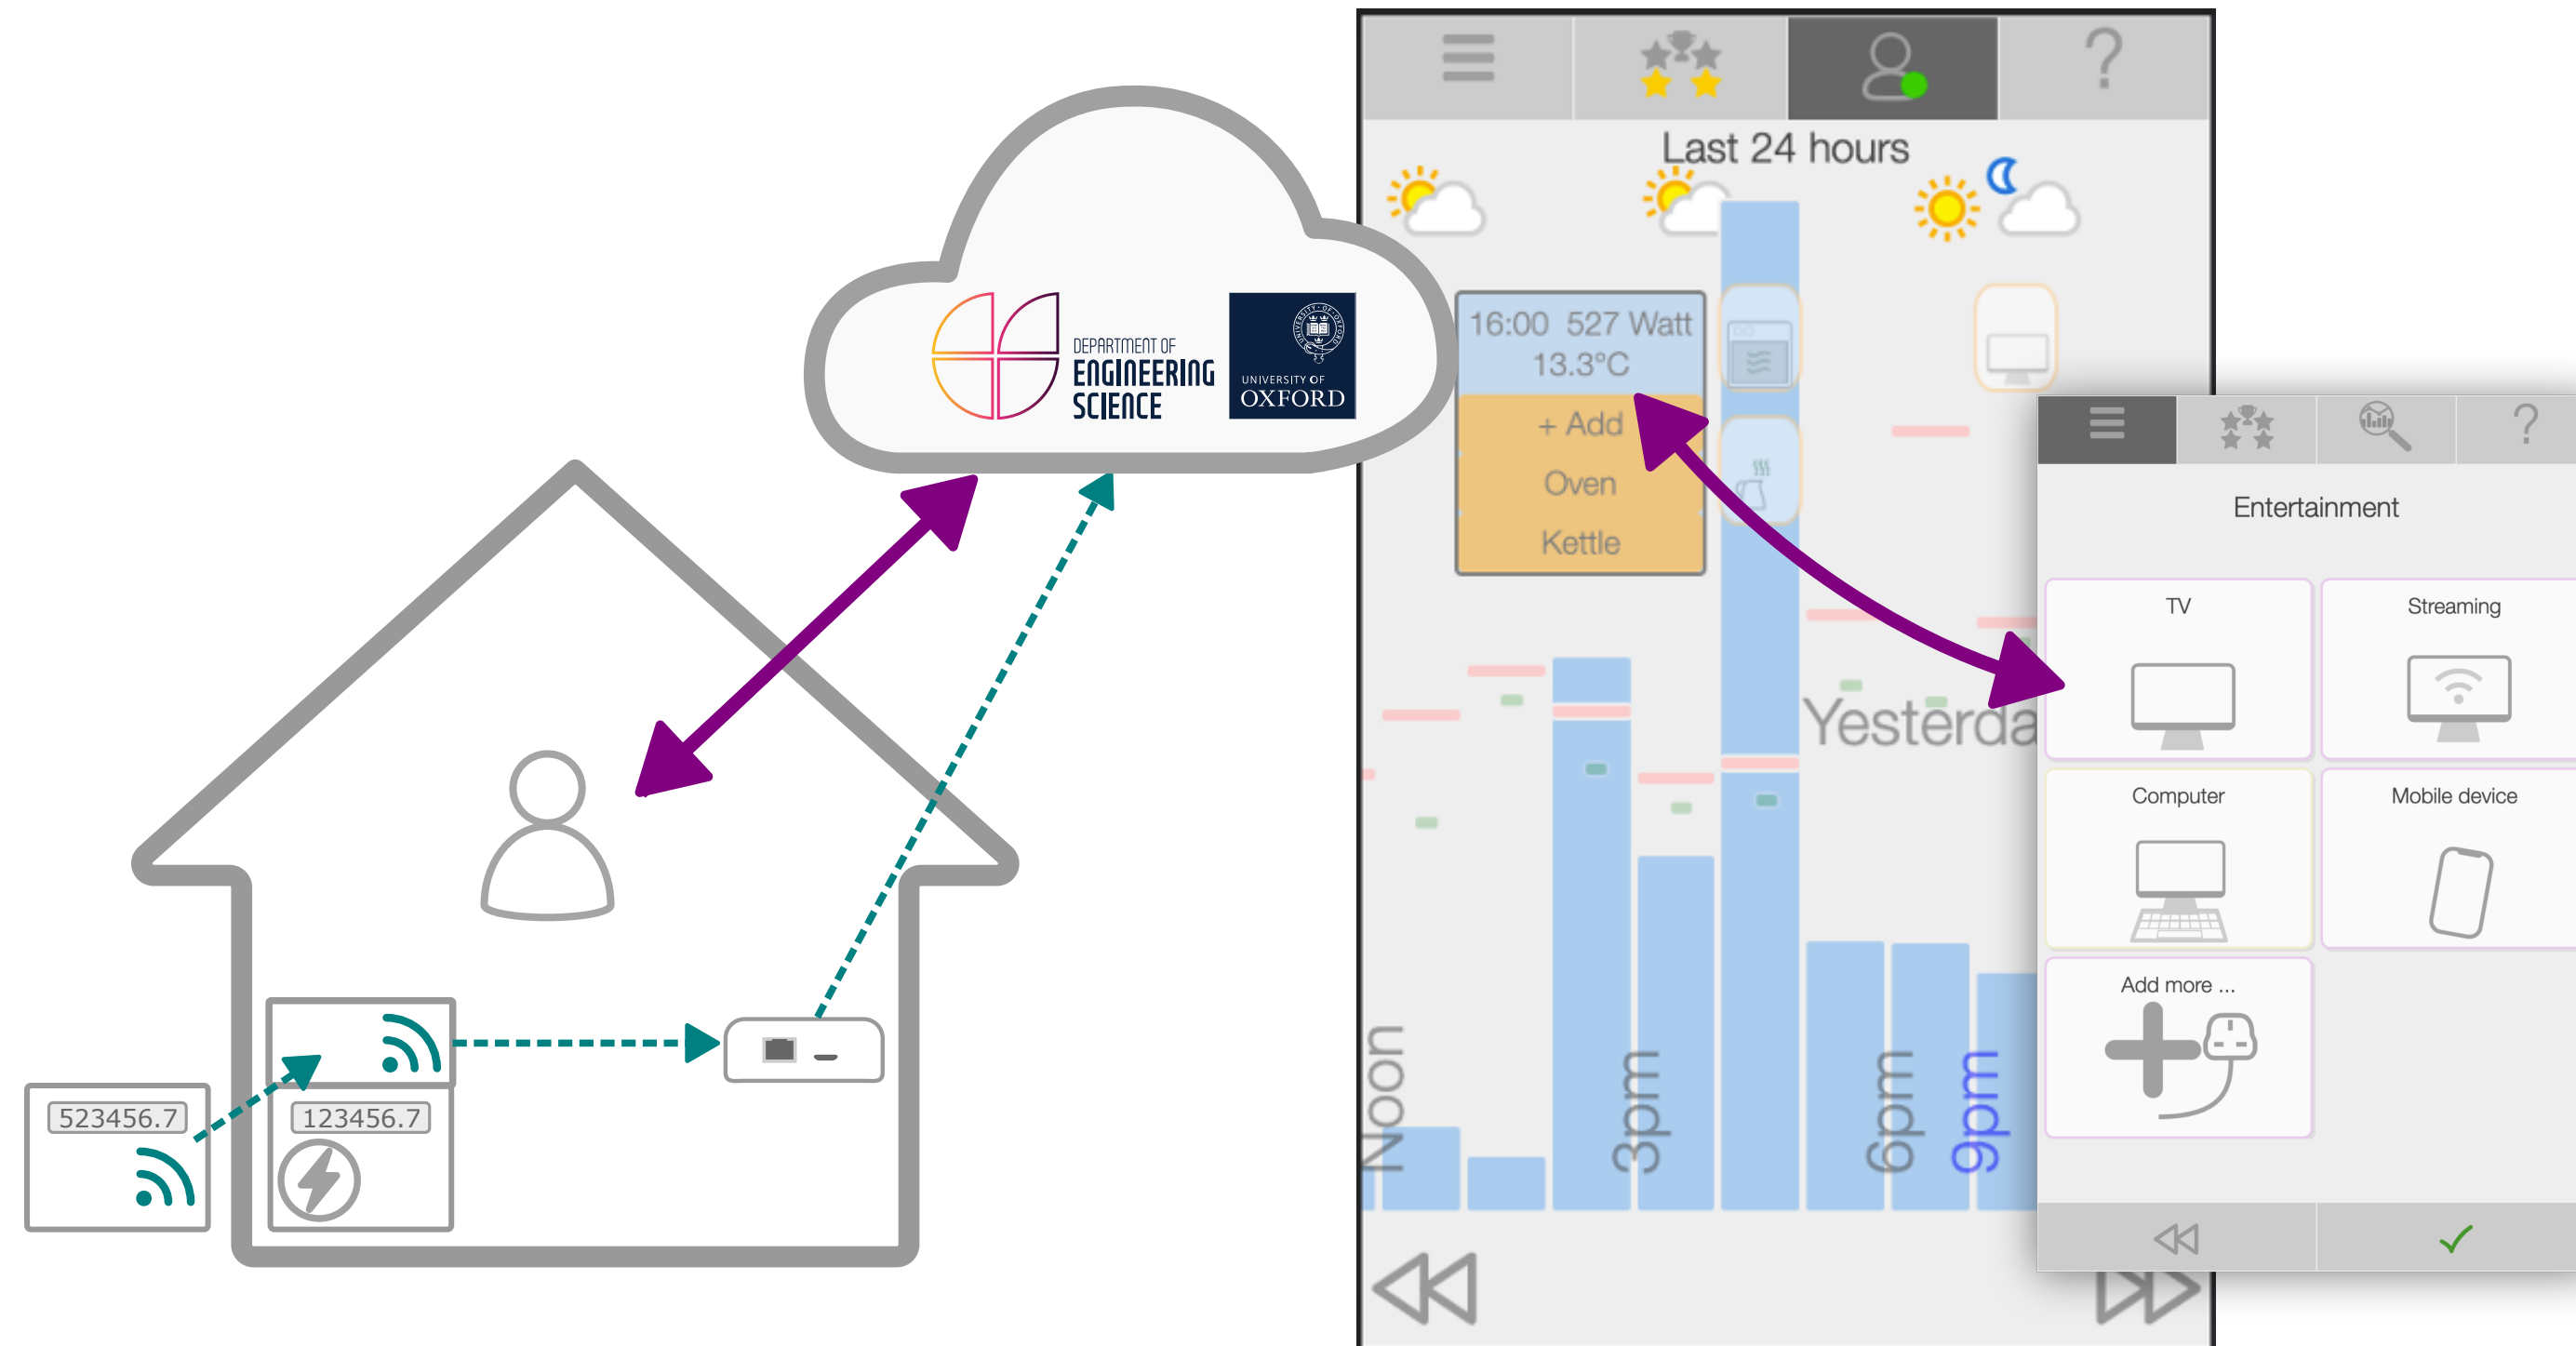 DEPARTMENT OF
ENGINEERING
SCIENCE
UNIVERSITY OF
OXFORD
523456.7
123456.7
?
Last 24 hours
16:00 527 Watt
13.3°C
+ Add
Oven
Kettle
Yesterda
Noon
3pm
6pm
9pm
?
Entertainment
TV
Streaming
Computer
Mobile device
Add more ...